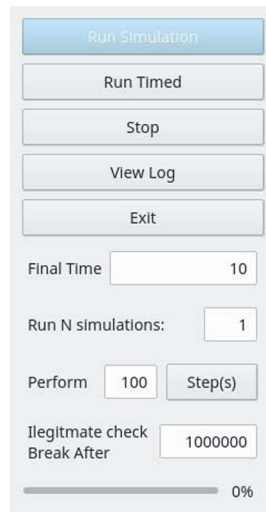 Run Simulation
Run Timed
Stop
View Log
Exit
Final Time 10
Run N simulations: 1
Perform 100 Step(s)
Ilegitmate check
Break After 1000000
0%